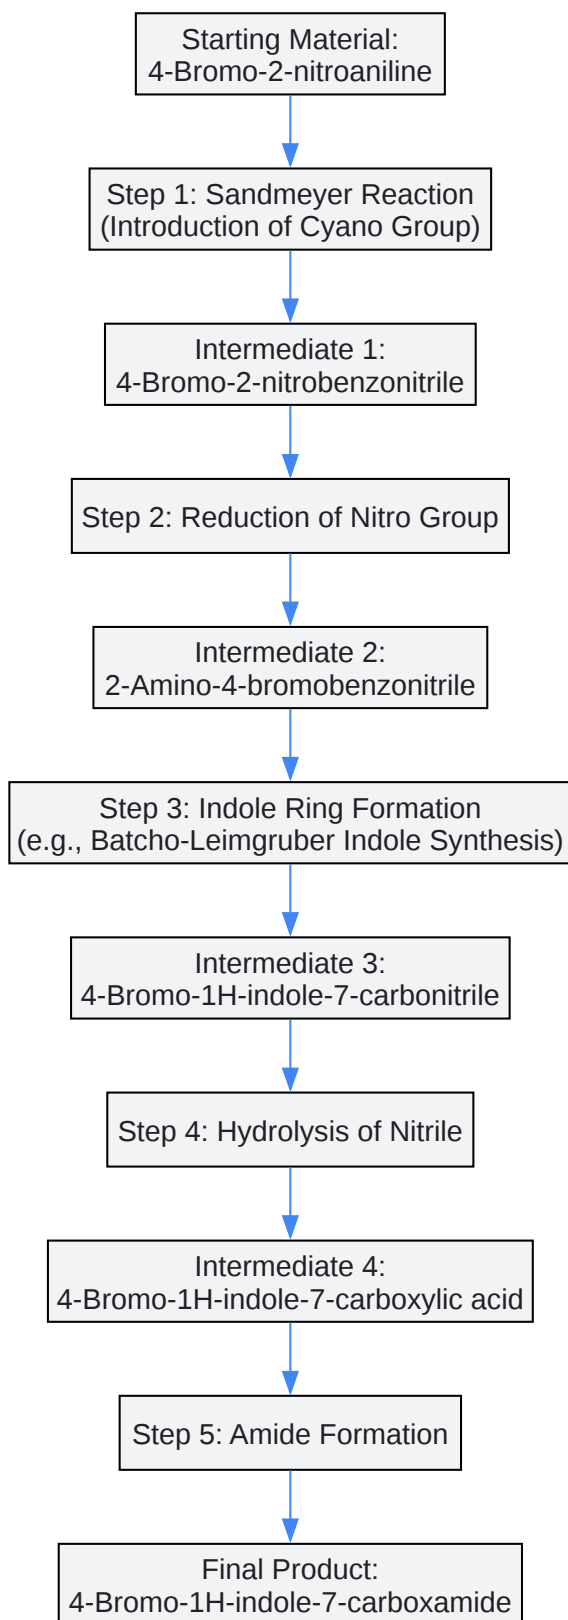 Starting Material:
4-Bromo-2-nitroaniline
Step 1: Sandmeyer Reaction
(Introduction of Cyano Group)
Intermediate 1:
4-Bromo-2-nitrobenzonitrile
Step 2: Reduction of Nitro Group
Intermediate 2:
2-Amino-4-bromobenzonitrile
Step 3: Indole Ring Formation
(e.g., Batcho-Leimgruber Indole Synthesis)
Intermediate 3:
4-Bromo-1H-indole-7-carbonitrile
Step 4: Hydrolysis of Nitrile
Intermediate 4:
4-Bromo-1H-indole-7-carboxylic acid
Step 5: Amide Formation
Final Product:
4-Bromo-1H-indole-7-carboxamide